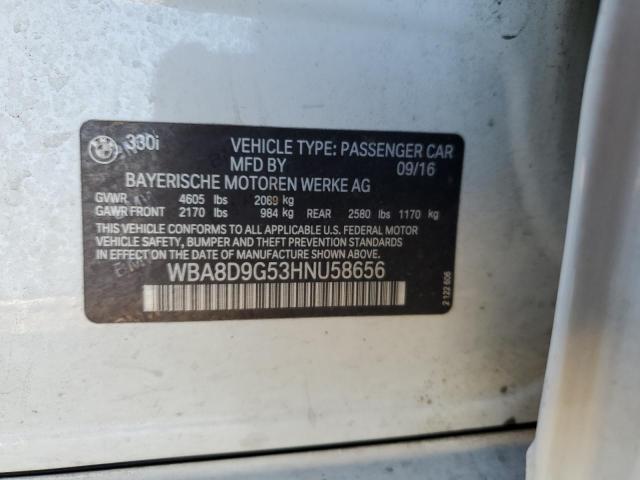 BMW 330i
VEHICLE TYPE: PASSENGER CAR
MFD BY 09/16
BAYERISCHE MOTOREN WERKE AG
GVWR 4605 lbs 2089 kg
GAWR FRONT 2170 lbs 984 kg REAR 2580 lbs 1170 kg
THIS VEHICLE CONFORMS TO ALL APPLICABLE U.S. FEDERAL MOTOR
VEHICLE SAFETY, BUMPER AND THEFT PREVENTION STANDARDS
IN EFFECT ON THE DATE OF MANUFACTURE SHOWN ABOVE.
WBA8D9G53HNU58656
2 122 606